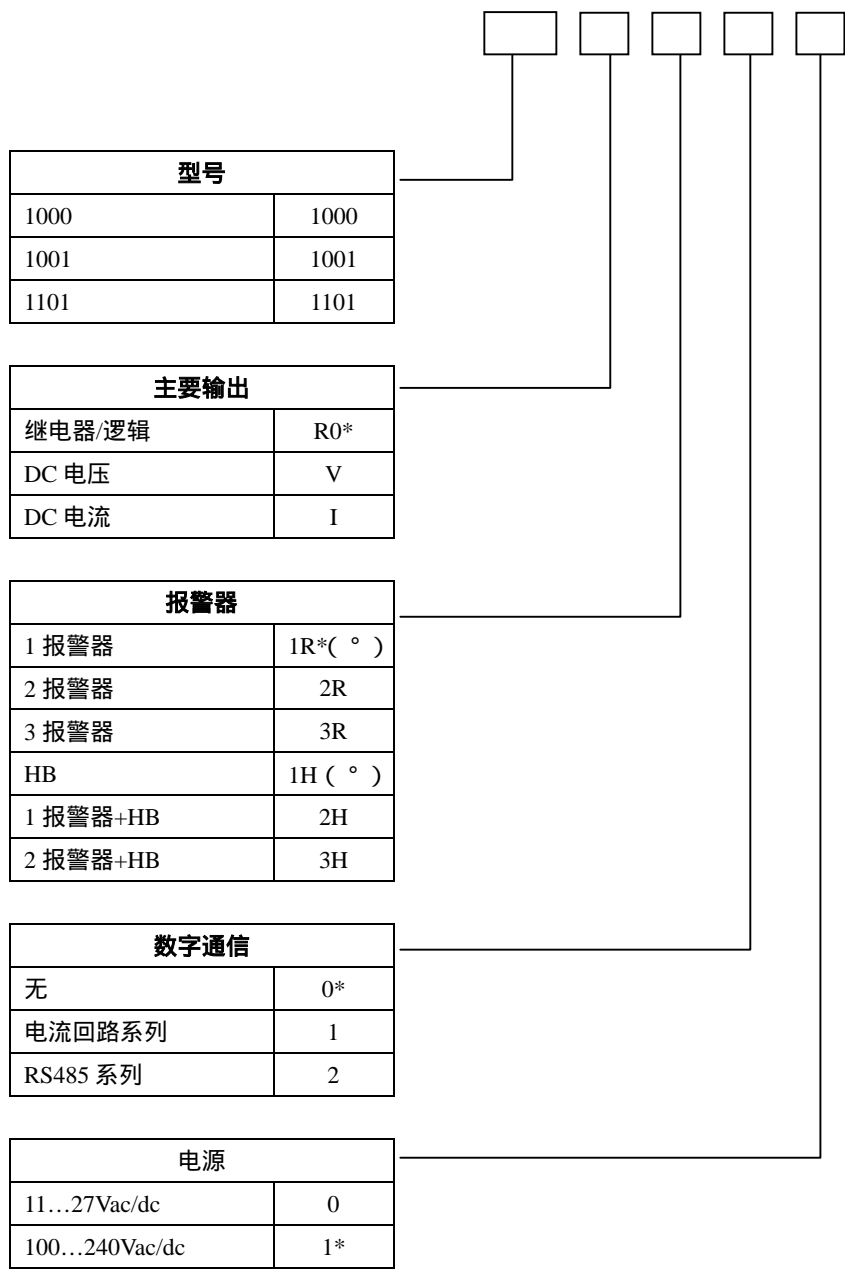 型号
1000 1000
1001 1001
1101 1101
主要输出
继电器/逻辑 R0*
DC 电压 V
DC 电流 I
报警器
1 报警器 1R*( ° )
2 报警器 2R
3 报警器 3R
HB 1H ( ° )
1 报警器+HB 2H
2 报警器+HB 3H
数字通信
无 0*
电流回路系列 1
RS485 系列 2
电源
11…27Vac/dc 0
100…240Vac/dc 1*